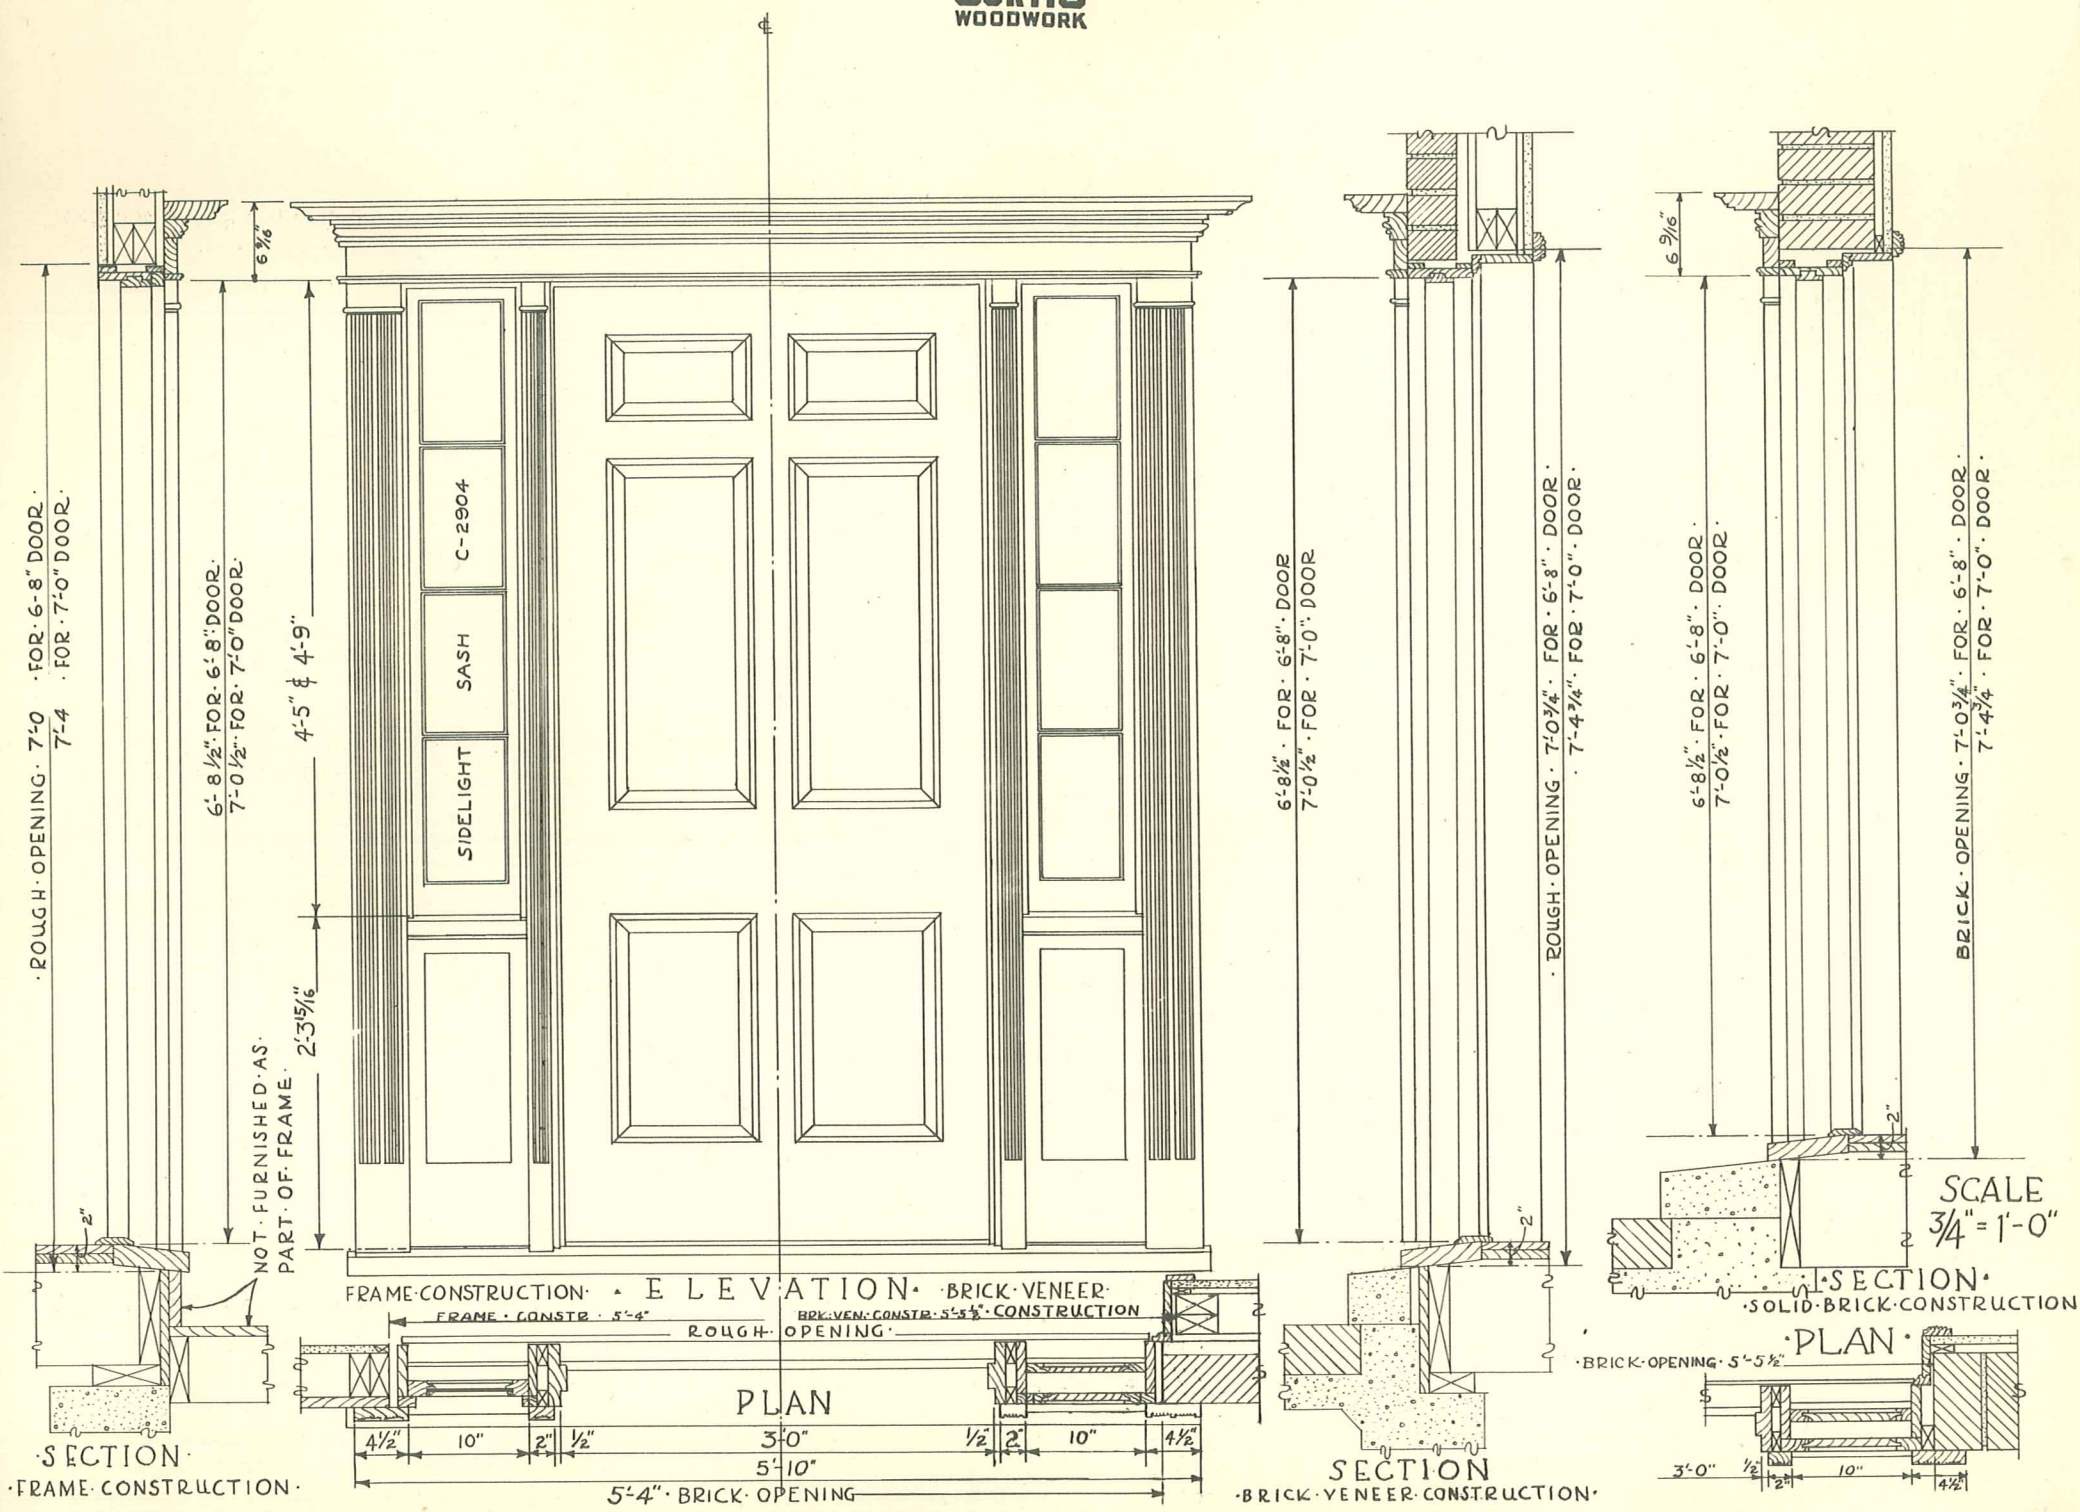 WOODWORK
℄
6 9/16"
·ROUGH·OPENING· 7'-0 ·FOR·6-8"DOOR·
7'-4 ·FOR·7'-0"DOOR·
6'-8½"·FOR·6'-8"DOOR·
7'-0½"·FOR·7'-0"DOOR
4'-5" & 4'-9"
2'-3 15/16"
NOT·FURNISHED·AS·
PART·OF·FRAME·
2"
·SECTION·
·FRAME·CONSTRUCTION·
SIDELIGHT SASH C-2904
FRAME·CONSTRUCTION· · ELEVATION· BRICK·VENEER·
FRAME·CONSTR·5'-4" BRK.VEN.CONSTR·5'-5½"·CONSTRUCTION
ROUGH OPENING·
PLAN
4½" 10" 2" ½" 3'-0" ½" 2" 10" 4½"
5'-10"
5'-4"·BRICK·OPENING
6'-8½"·FOR·6'-8"·DOOR
7'-0½"·FOR·7'-0"·DOOR
·ROUGH·OPENING·7'-0¾"·FOR·6'-8"·DOOR·
·7'-4¾"·FOR·7'-0"·DOOR·
2"
SECTION
·BRICK·VENEER·CONSTRUCTION·
6 9/16"
6'-8½"·FOR·6'-8"·DOOR
7'-0½"·FOR·7'-0"·DOOR·
BRICK·OPENING·7'-0¾"·FOR·6'-8"·DOOR·
7'-4¾"·FOR·7'-0"·DOOR·
2"
SCALE
3/4"=1'-0"
·SECTION·
·SOLID·BRICK·CONSTRUCTION
·PLAN·
·BRICK·OPENING·5'-5½"
3'-0" ½" 2" 10" 4½"